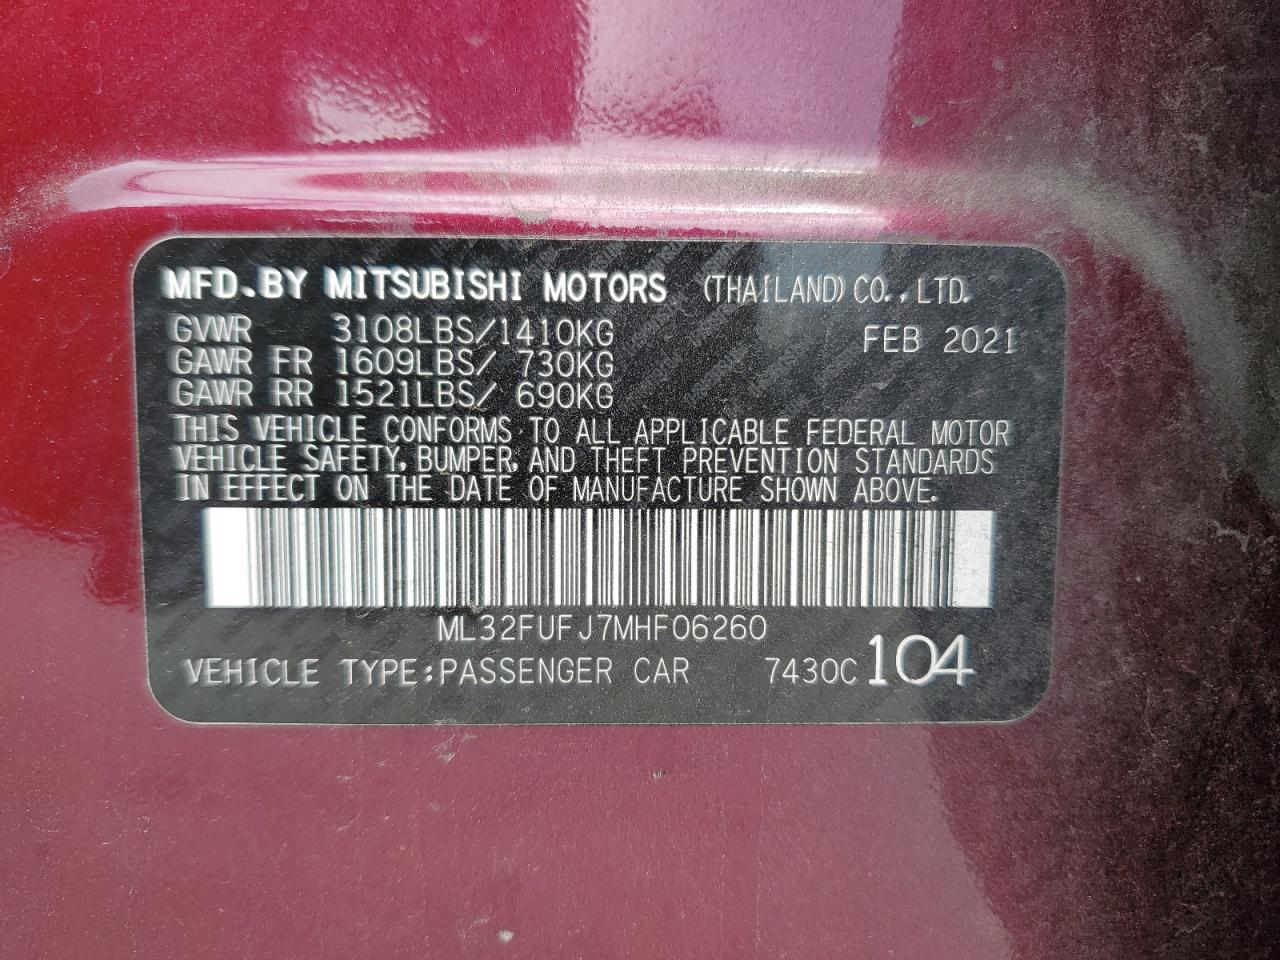 MFD.BY MITSUBISHI MOTORS (THAILAND) CO., LTD.
GVWR 3108LBS/1410KG FEB 2021
GAWR FR 1609LBS/ 730KG
GAWR RR 1521LBS/ 690KG
THIS VEHICLE CONFORMS TO ALL APPLICABLE FEDERAL MOTOR
VEHICLE SAFETY, BUMPER, AND THEFT PREVENTION STANDARDS
IN EFFECT ON THE DATE OF MANUFACTURE SHOWN ABOVE.
ML32FUFJ7MHF06260
VEHICLE TYPE:PASSENGER CAR 7430C 104